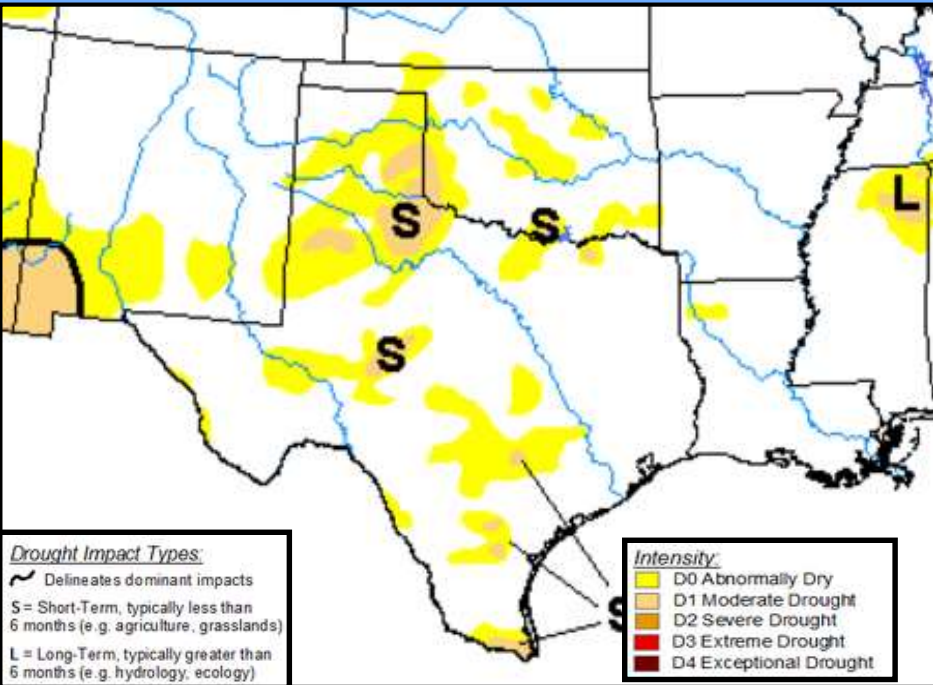 L
S
S
S
S
Drought Impact Types:
Delineates dominant impacts
S = Short-Term, typically less than
6 months (e.g. agriculture, grasslands)
L = Long-Term, typically greater than
6 months (e.g. hydrology, ecology)
Intensity:
D0 Abnormally Dry
D1 Moderate Drought
D2 Severe Drought
D3 Extreme Drought
D4 Exceptional Drought